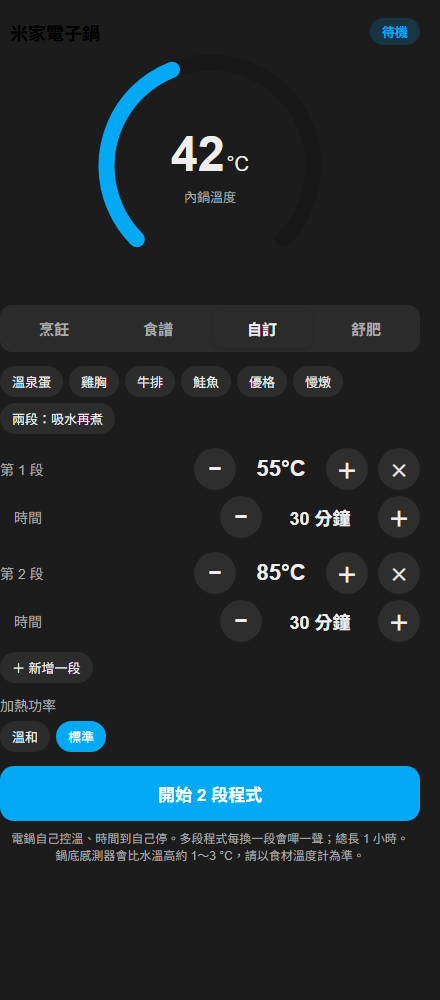 米家電子鍋
待機
42°C
內鍋溫度
烹飪 食譜 自訂 舒肥
溫泉蛋 雞胸 牛排 鮭魚 優格 慢燉
兩段：吸水再煮
第 1 段 − 55°C + ×
時間 − 30 分鐘 +
第 2 段 − 85°C + ×
時間 − 30 分鐘 +
＋ 新增一段
加熱功率
溫和 標準
開始 2 段程式
電鍋自己控溫、時間到自己停。多段程式每換一段會嗶一聲；總長 1 小時。
鍋底感測器會比水溫高約 1～3 °C，請以食材溫度計為準。